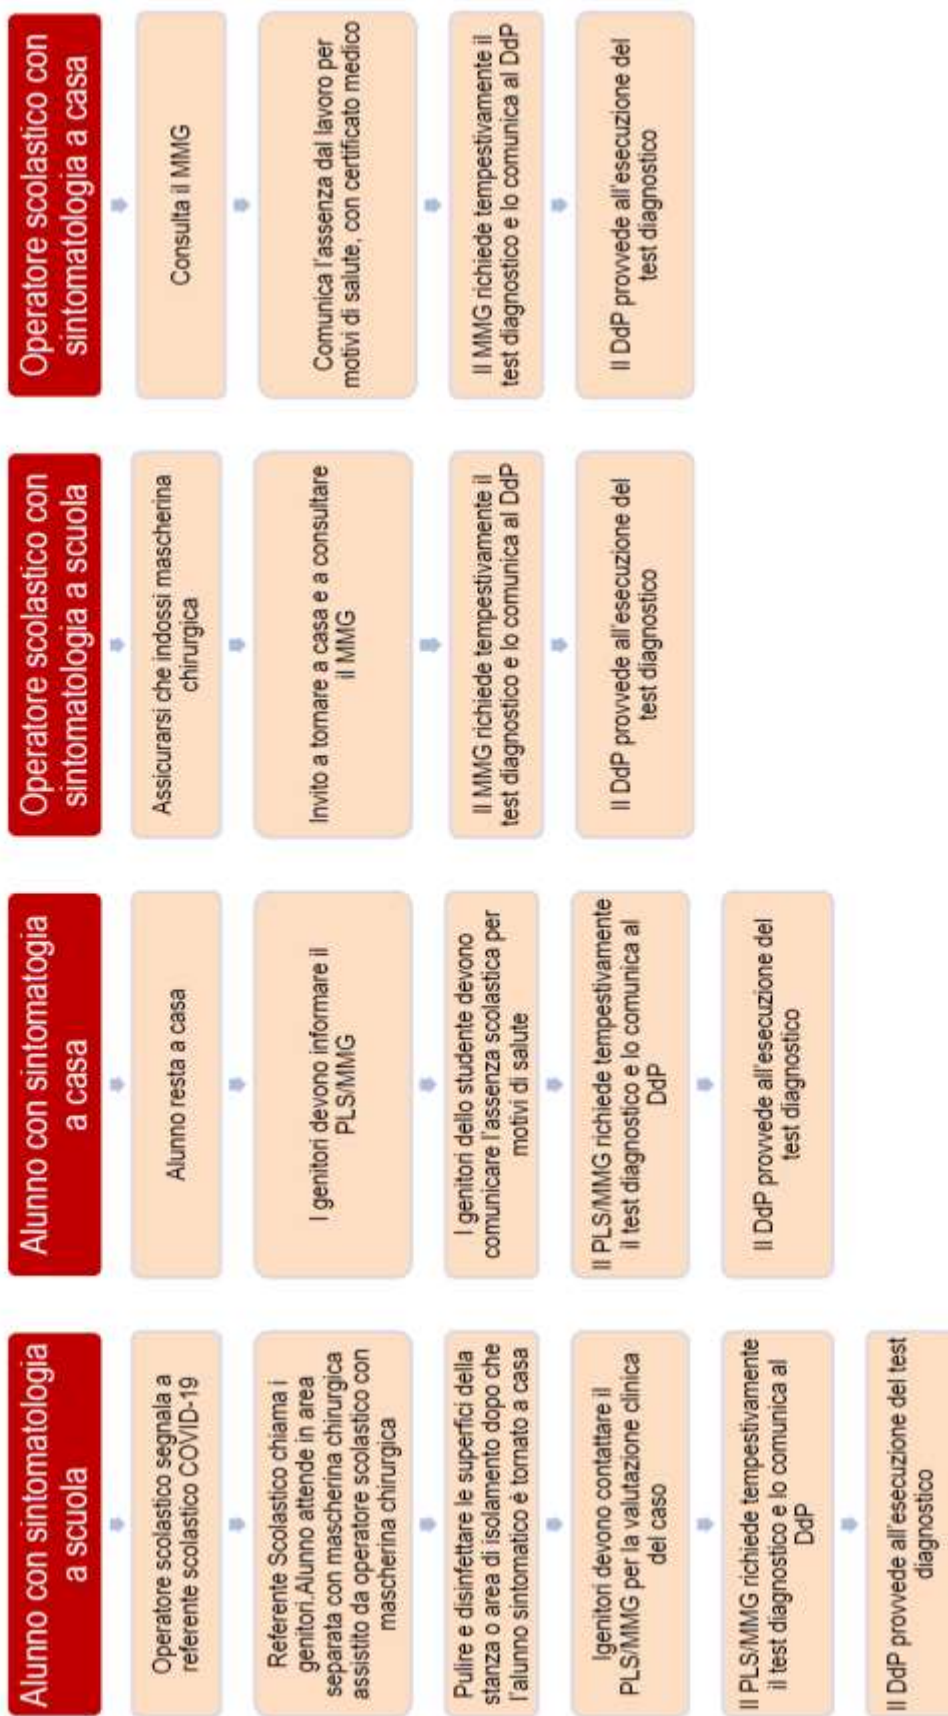 Alunno con sintomatologia
a scuola
Operatore scolastico segnala a
referente scolastico COVID-19
Referente Scolastico chiama i
genitori.Alunno attende in area
separata con mascherina chirurgica
assistito da operatore scolastico con
mascherina chirurgica
Pulire e disinfettare le superfici della
stanza o area di isolamento dopo che
l'alunno sintomatico è tornato a casa
Igenitori devono contattare il
PLS/MMG per la valutazione clinica
del caso
Il PLS/MMG richiede tempestivamente
il test diagnostico e lo comunica al
DdP
Il DdP provvede all'esecuzione del test
diagnostico
Alunno con sintomatogia
a casa
Alunno resta a casa
I genitori devono informare il
PLS/MMG
I genitori dello studente devono
comunicare l'assenza scolastica per
motivi di salute
Il PLS/MMG richiede tempestivamente
il test diagnostico e lo comunica al
DdP
Il DdP provvede all'esecuzione del
test diagnostico
Operatore scolastico con
sintomatologia a scuola
Assicurarsi che indossi mascherina
chirurgica
Invito a tornare a casa e a consultare
il MMG
Il MMG richiede tempestivamente il
test diagnostico e lo comunica al DdP
Il DdP provvede all'esecuzione del
test diagnostico
Operatore scolastico con
sintomatologia a casa
Consulta il MMG
Comunica l'assenza dal lavoro per
motivi di salute, con certificato medico
Il MMG richiede tempestivamente il
test diagnostico e lo comunica al DdP
Il DdP provvede all'esecuzione del
test diagnostico